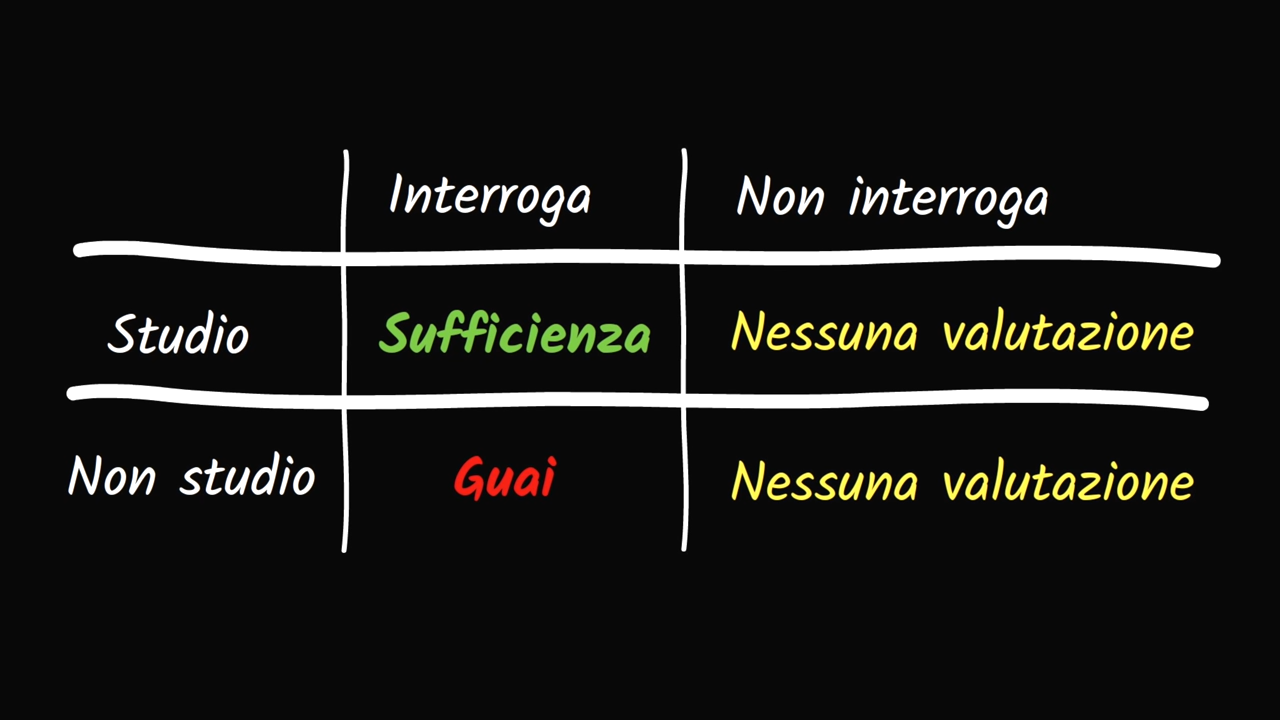 Interroga Non interroga
Studio Sufficienza Nessuna valutazione
Non studio Guai Nessuna valutazione